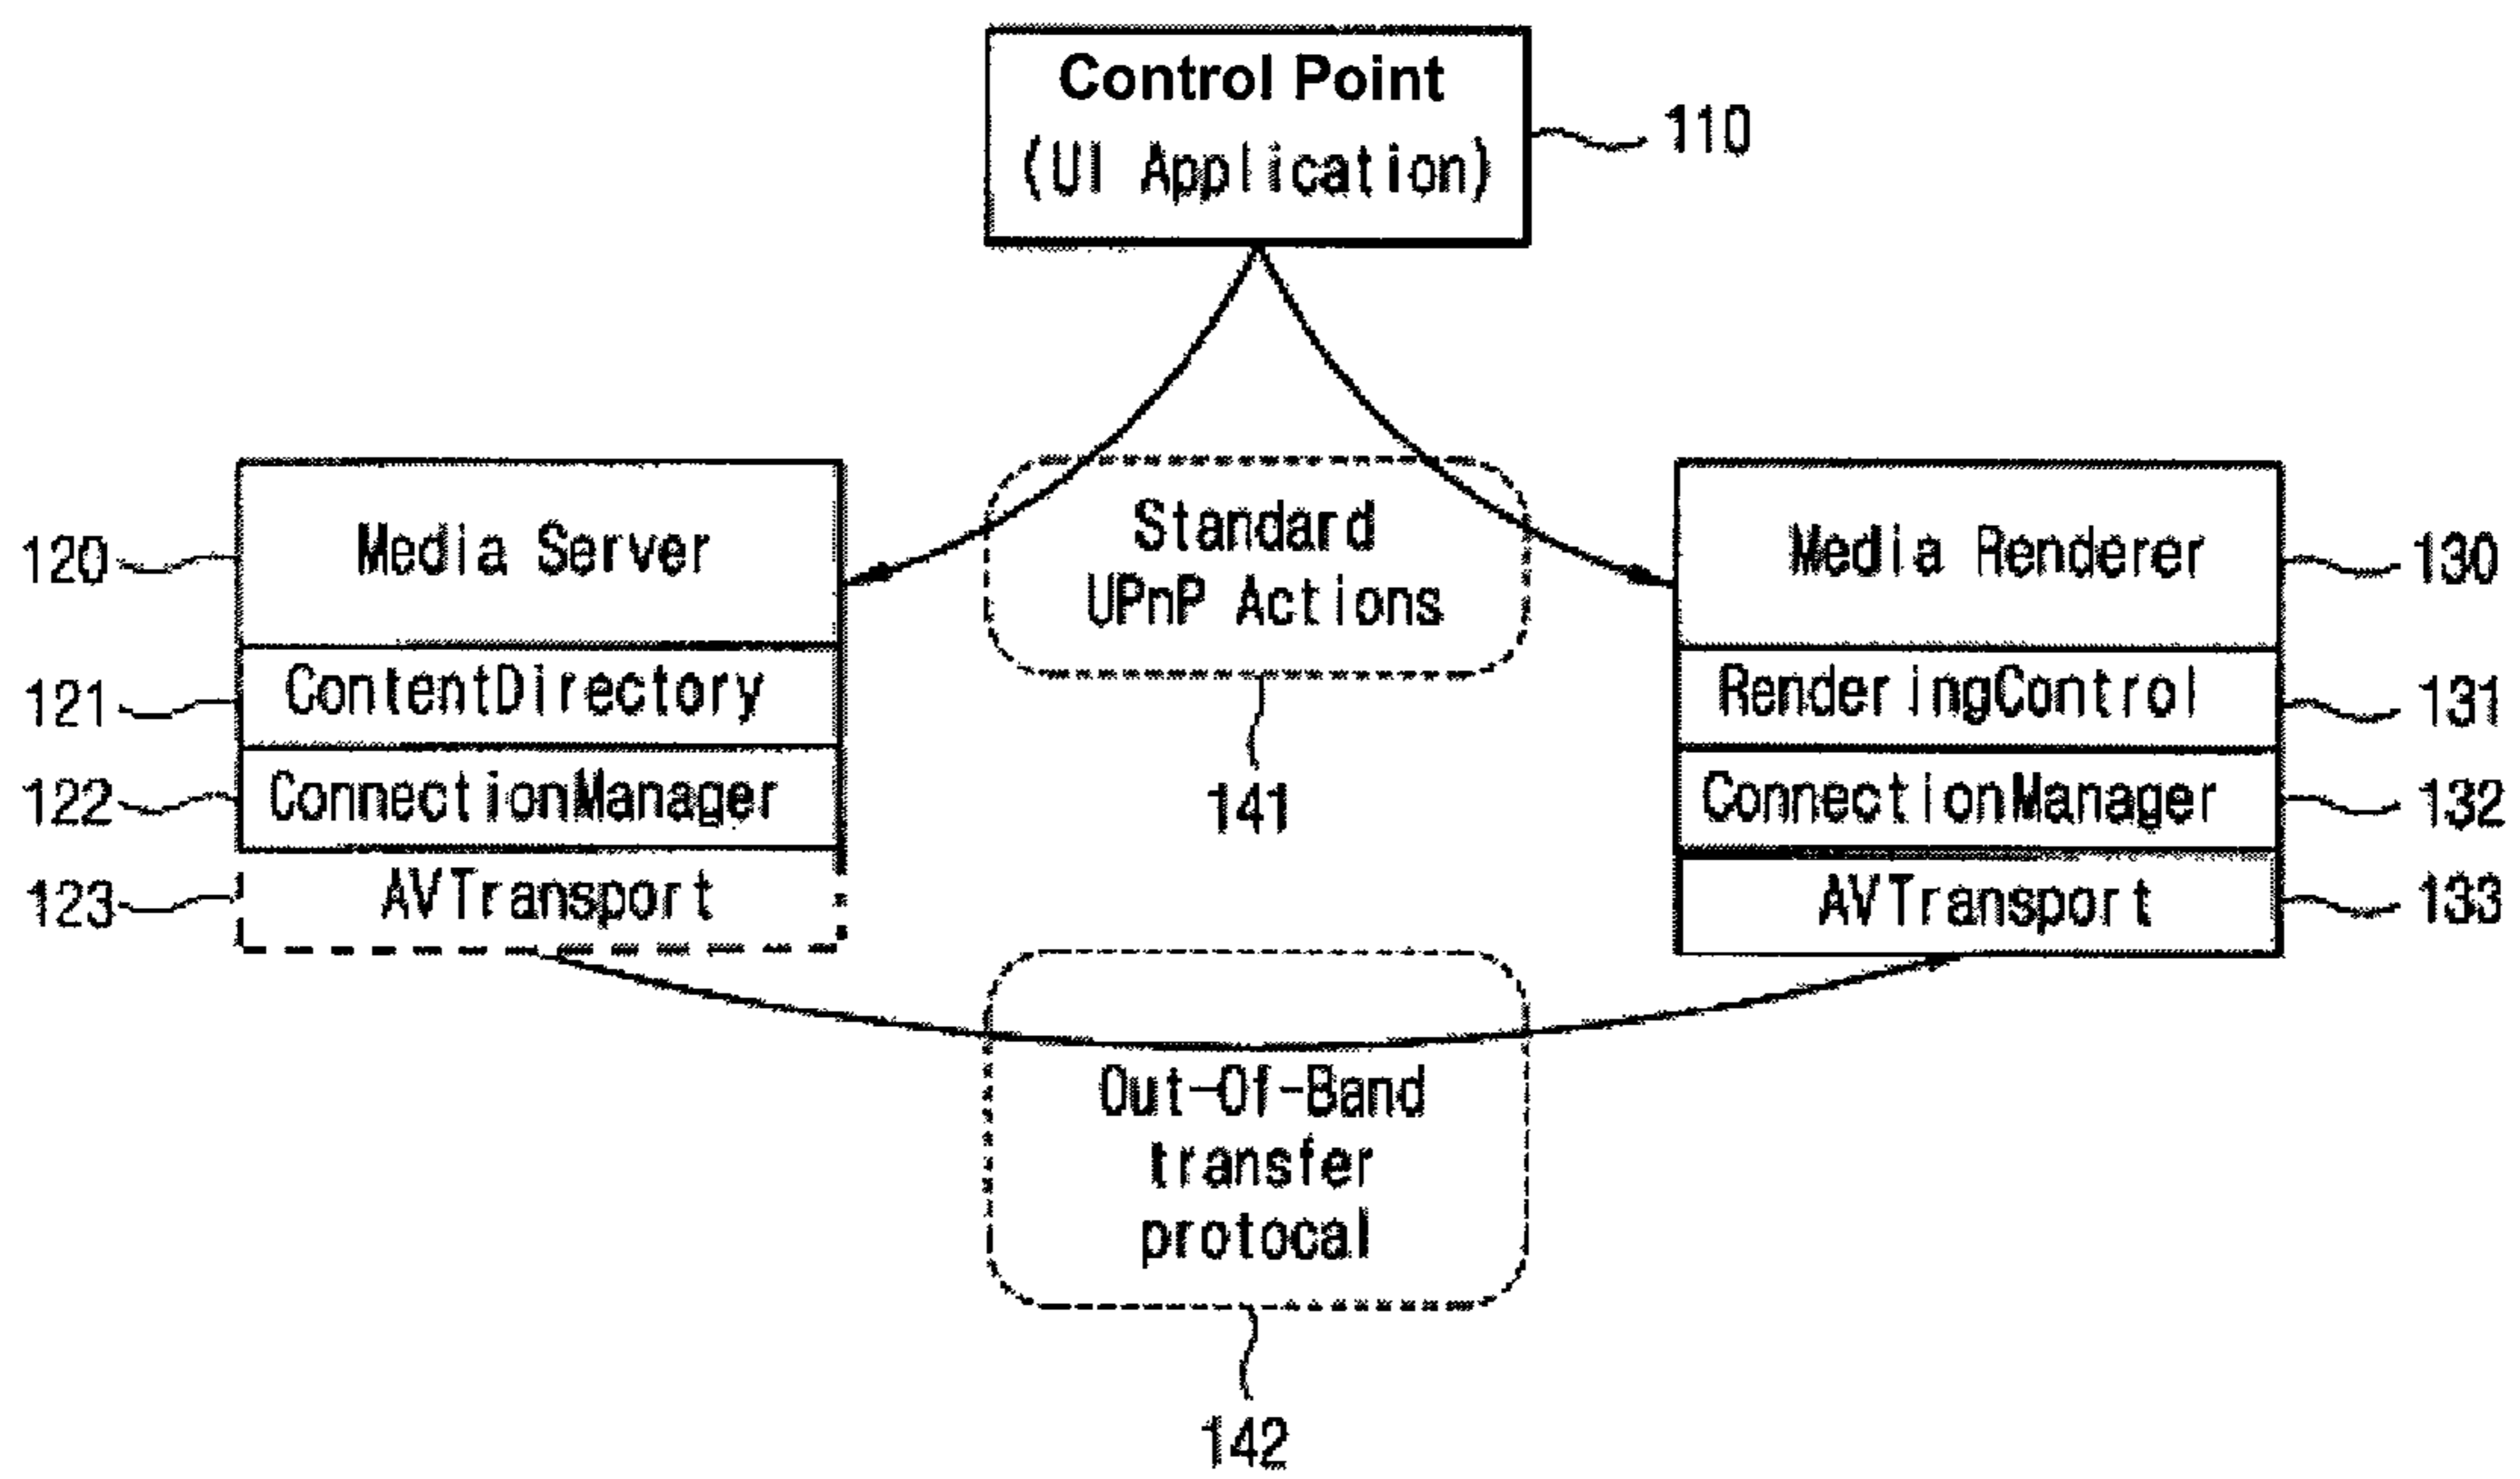 Control Point
(UI Application)
110
Media Server
120
ContentDirectory
121
ConnectionManager
122
AVTransport
123
Standard
UPnP Actions
141
Media Renderer
130
RenderingControl
131
ConnectionManager
132
AVTransport
133
Out-Of-Band
transfer
protocal
142